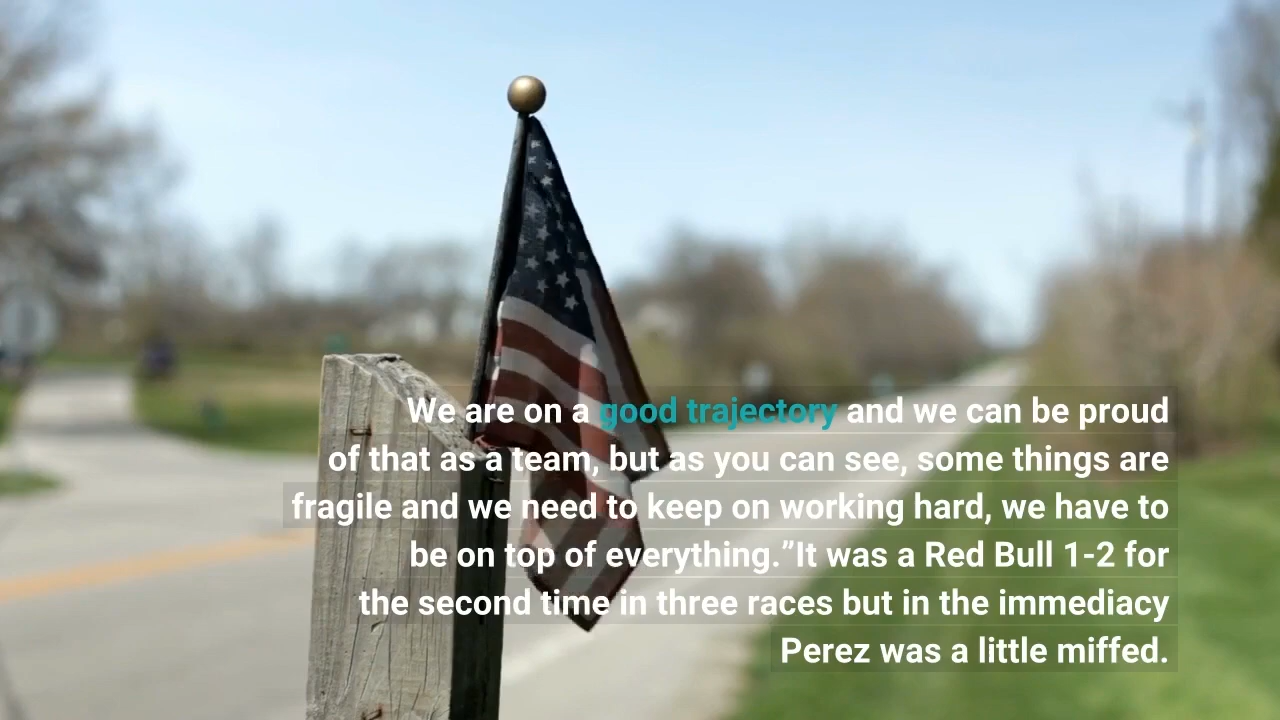 We are on a good trajectory and we can be proud
of that as a team, but as you can see, some things are
fragile and we need to keep on working hard, we have to
be on top of everything.”It was a Red Bull 1-2 for
the second time in three races but in the immediacy
Perez was a little miffed.